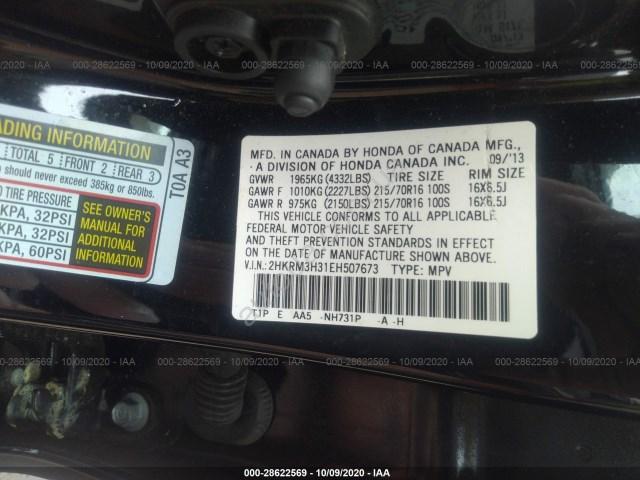 000-28622569 - 10/09/2020 - IAA
ADING INFORMATION
TOTAL 5 FRONT 2 REAR 3
should never exceed 385kg or 850lbs.
TIRE PRESSURE
KPA, 32PSI
KPA, 32PSI
KPA, 60PSI
SEE OWNER'S
MANUAL FOR
ADDITIONAL
INFORMATION
TOA A3
MFD. IN CANADA BY HONDA OF CANADA MFG.,
A DIVISION OF HONDA CANADA INC. 09/'13
GVWR 1965KG (4332LBS) TIRE SIZE RIM SIZE
GAWR F 1010KG (2227LBS) 215/70R16 100S 16X6.5J
GAWR R 975KG (2150LBS) 215/70R16 100S 16X6.5J
THIS VEHICLE CONFORMS TO ALL APPLICABLE
FEDERAL MOTOR VEHICLE SAFETY
AND THEFT PREVENTION STANDARDS IN EFFECT
ON THE DATE OF MANUFACTURE SHOWN ABOVE.
V.I.N.: 2HKRM3H31EH507673 TYPE: MPV
T1P E AA5 -NH731P -A -H
000-28622569 - 10/09/2020 - IAA